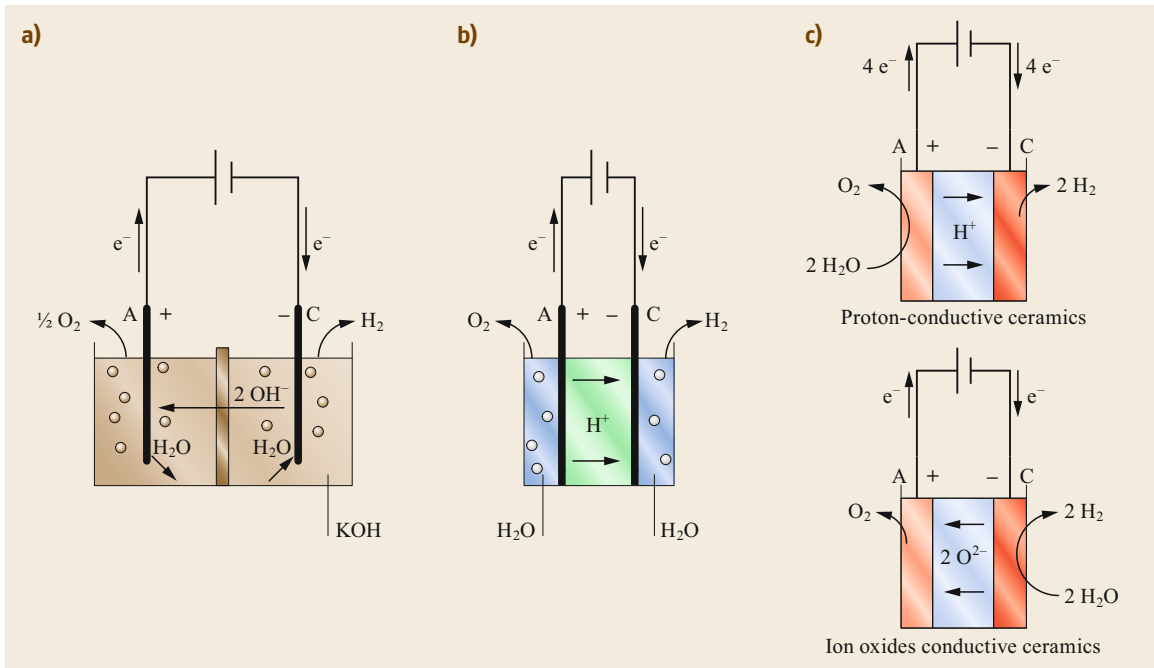 a)
e⁻
e⁻
½ O₂
A
+
−
C
H₂
2 OH⁻
H₂O
H₂O
KOH
b)
e⁻
e⁻
O₂
A
+
−
C
H₂
H⁺
H₂O
H₂O
c)
4 e⁻
4 e⁻
A
+
−
C
O₂
2 H₂
H⁺
2 H₂O
Proton-conductive ceramics
e⁻
e⁻
A
+
−
C
O₂
2 H₂
2 O²⁻
2 H₂O
Ion oxides conductive ceramics